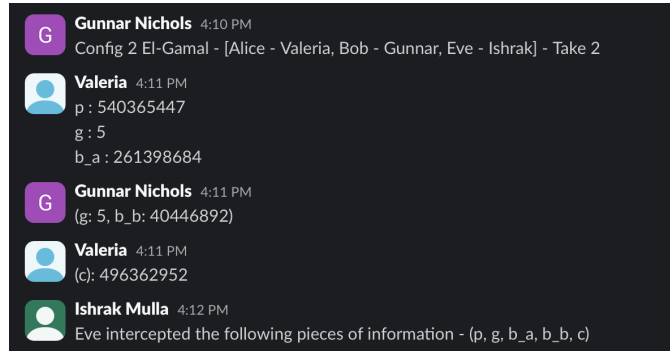 G
Gunnar Nichols 4:10 PM
Config 2 El-Gamal - [Alice - Valeria, Bob - Gunnar, Eve - Ishrak] - Take 2
Valeria 4:11 PM
p : 540365447
g : 5
b_a : 261398684
G
Gunnar Nichols 4:11 PM
(g: 5, b_b: 40446892)
Valeria 4:11 PM
(c): 496362952
Ishrak Mulla 4:12 PM
Eve intercepted the following pieces of information - (p, g, b_a, b_b, c)